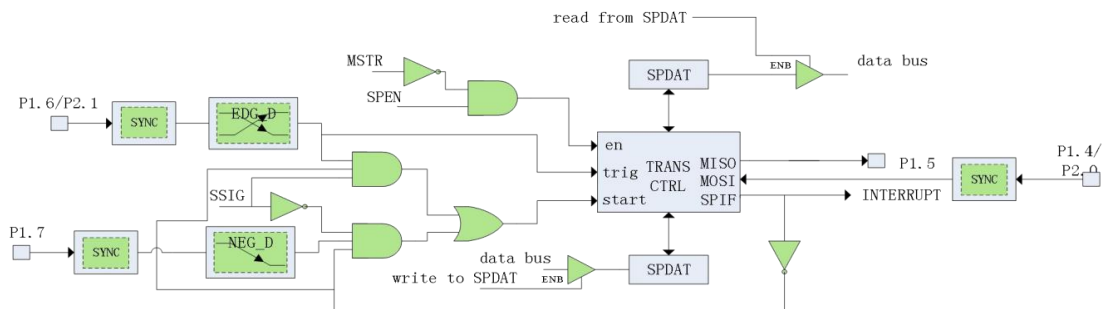 read from SPDAT
MSTR
SPEN
SPDAT
ENB
data bus
P1.6/P2.1
SYNC
EDG_D
en
trig
start
TRANS
CTRL
MISO
MOSI
SPIF
P1.5
SYNC
P1.4/
P2.0
INTERRUPT
SSIG
P1.7
SYNC
NEG_D
data bus
write to SPDAT
ENB
SPDAT